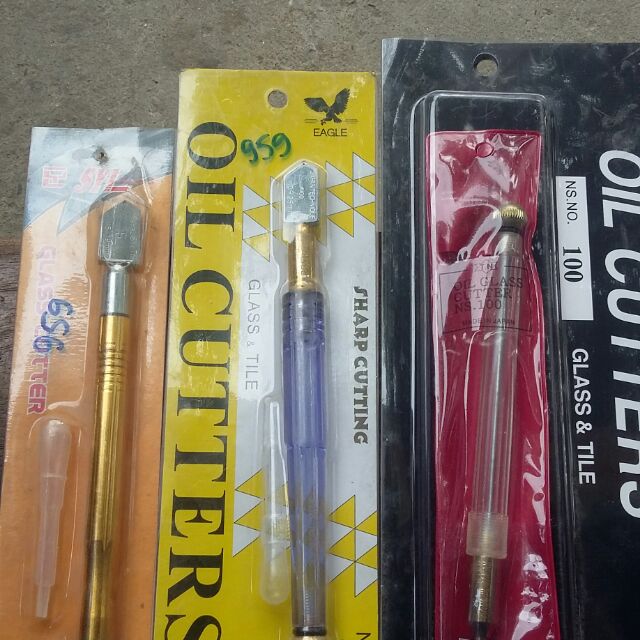 GLASS CUTTER
656
OIL CUTTERS
959
EAGLE
GLASS & TILE
SHARP CUTTING
OIL GLASS
CUTTER
NS.NO.
100
OIL CUTTERS
GLASS & TILE